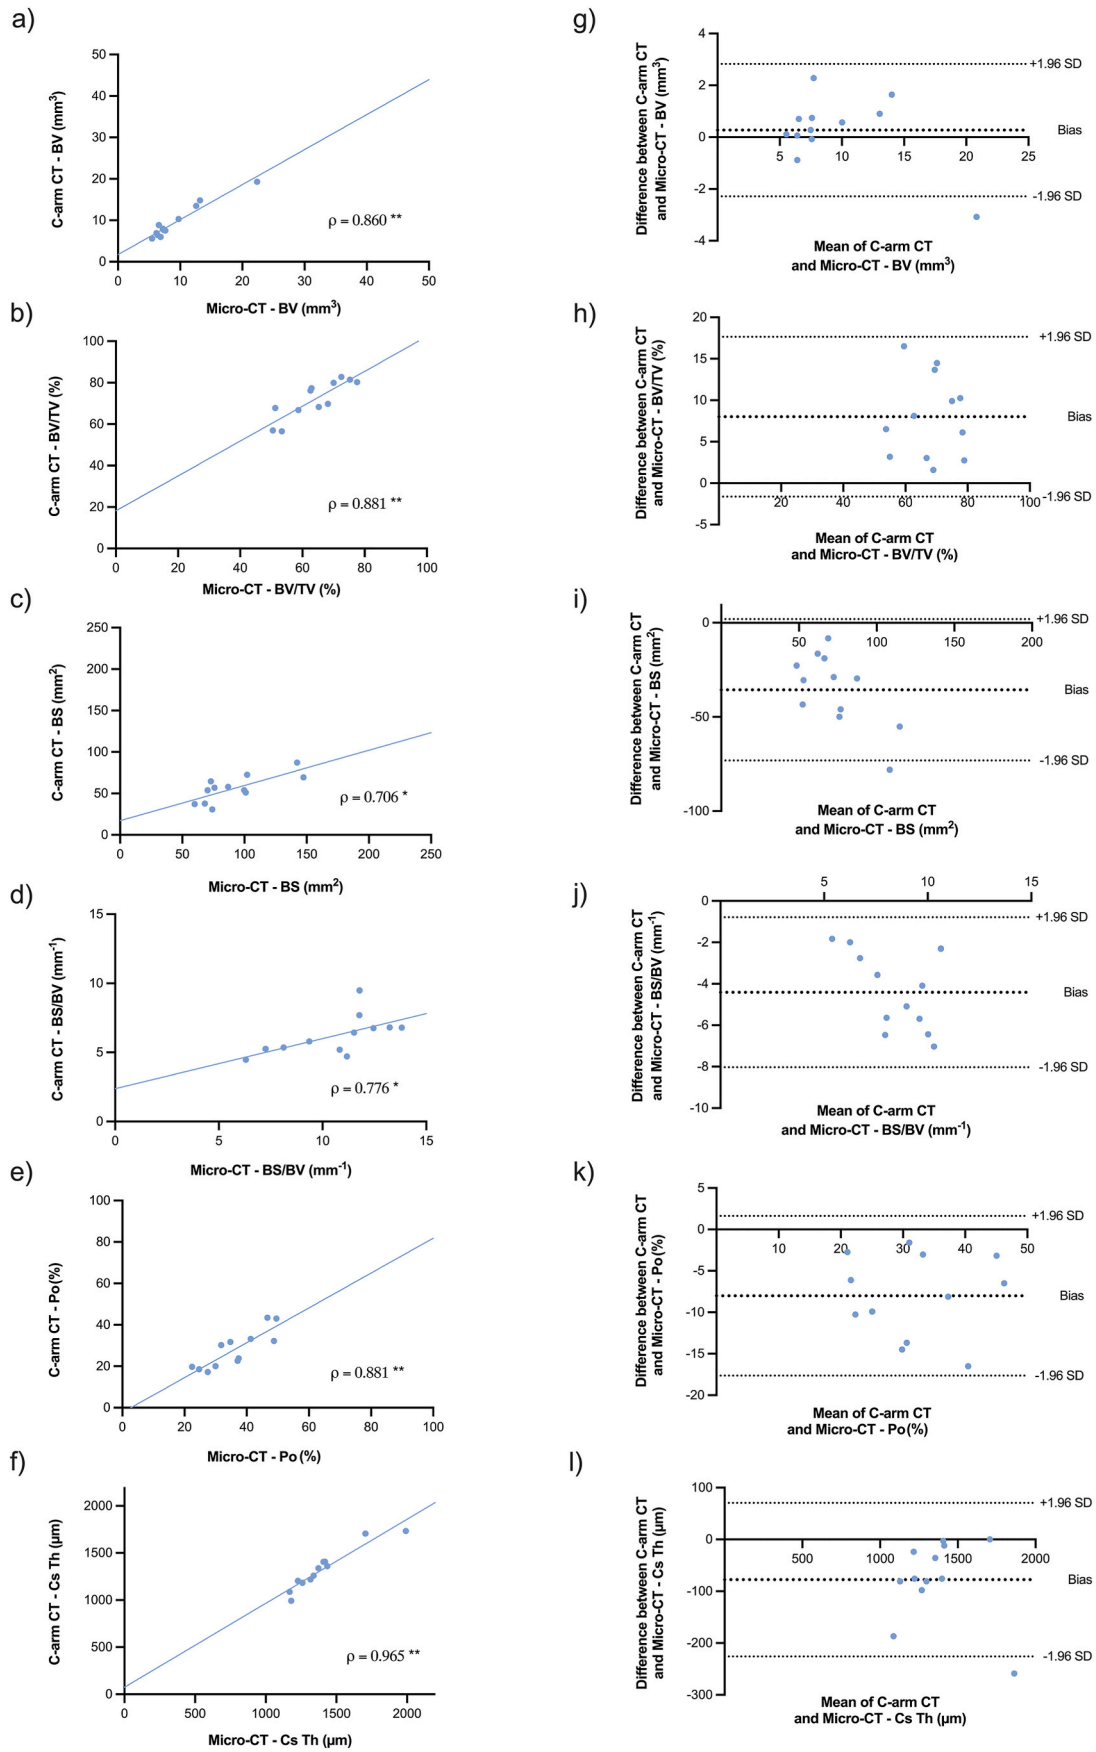 a)
50
40
30
20
10
0
C-arm CT - BV (mm³)
ρ = 0.860 **
0 10 20 30 40 50
Micro-CT - BV (mm³)
b)
100
80
60
40
20
0
C-arm CT - BV/TV (%)
ρ = 0.881 **
0 20 40 60 80 100
Micro-CT - BV/TV (%)
c)
250
200
150
100
50
0
C-arm CT - BS (mm²)
ρ = 0.706 *
0 50 100 150 200 250
Micro-CT - BS (mm²)
d)
15
10
5
0
C-arm CT - BS/BV (mm⁻¹)
ρ = 0.776 *
0 5 10 15
Micro-CT - BS/BV (mm⁻¹)
e)
100
80
60
40
20
0
C-arm CT - Po (%)
ρ = 0.881 **
0 20 40 60 80 100
Micro-CT - Po (%)
f)
2000
1500
1000
500
0
C-arm CT - Cs Th (µm)
ρ = 0.965 **
0 500 1000 1500 2000
Micro-CT - Cs Th (µm)
g)
4
2
0
-2
-4
Difference between C-arm CT
and Micro-CT - BV (mm³)
+1.96 SD
Bias
5 10 15 20 25
-1.96 SD
Mean of C-arm CT
and Micro-CT - BV (mm³)
h)
20
15
10
5
0
-5
Difference between C-arm CT
and Micro-CT - BV/TV (%)
+1.96 SD
Bias
20 40 60 80 100
-1.96 SD
Mean of C-arm CT
and Micro-CT - BV/TV (%)
i)
0
-50
-100
Difference between C-arm CT
and Micro-CT - BS (mm²)
+1.96 SD
50 100 150 200
Bias
-1.96 SD
Mean of C-arm CT
and Micro-CT - BS (mm²)
j)
5 10 15
0
-2
-4
-6
-8
-10
Difference between C-arm CT
and Micro-CT - BS/BV (mm⁻¹)
+1.96 SD
Bias
-1.96 SD
Mean of C-arm CT
and Micro-CT - BS/BV (mm⁻¹)
k)
5
0
-5
-10
-15
-20
Difference between C-arm CT
and Micro-CT - Po (%)
+1.96 SD
10 20 30 40 50
Bias
-1.96 SD
Mean of C-arm CT
and Micro-CT - Po (%)
l)
100
0
-100
-200
-300
Difference between C-arm CT
and Micro-CT - Cs Th (µm)
+1.96 SD
500 1000 1500 2000
Bias
-1.96 SD
Mean of C-arm CT
and Micro-CT - Cs Th (µm)